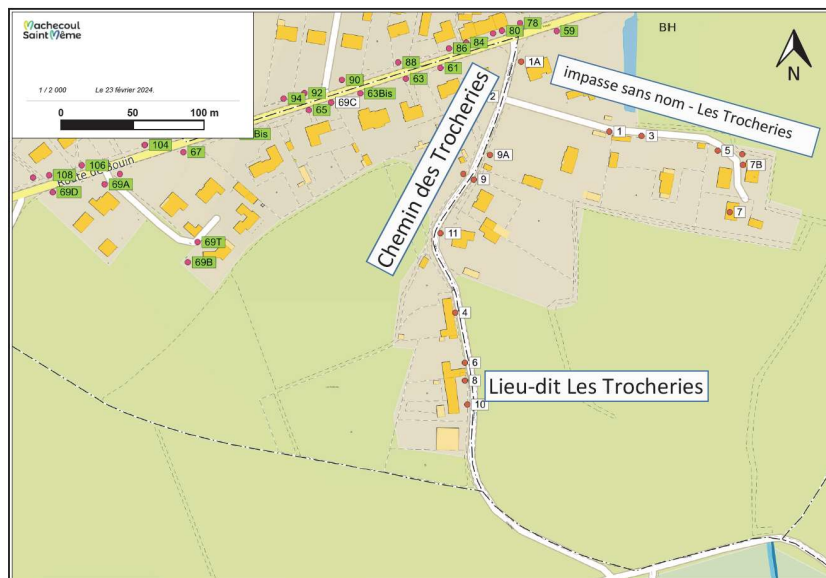 Machecoul
Saint Même
1 / 2 000 Le 23 février 2024.
0 50 100 m
78
80
59
84
86
BH
1A
88
61
N
90
63
impasse sans nom - Les Trocheries
92
63Bis
94
69C
2
65
Bis
1
3
104
67
9A
5
7B
106
Route de Bouin
108
69A
9
69D
7
Chemin des Trocheries
11
69T
69B
4
6
8
Lieu-dit Les Trocheries
10